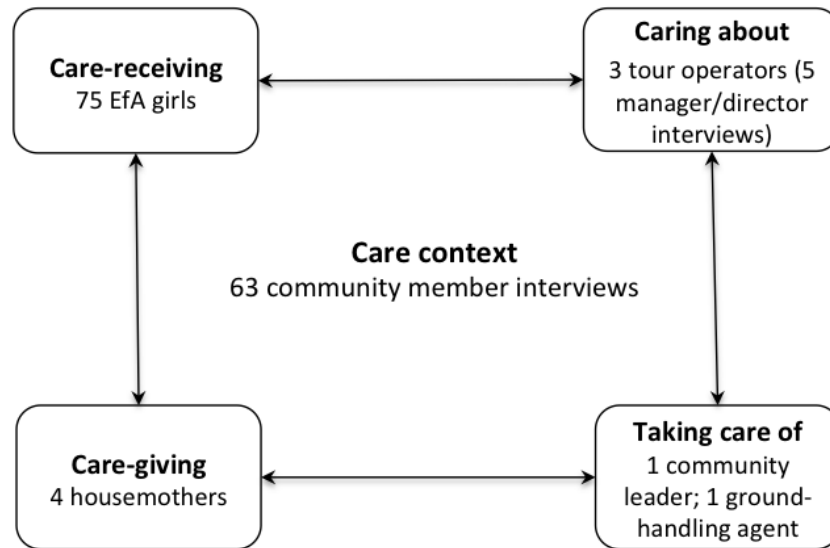 Care-receiving
75 EfA girls
Caring about
3 tour operators (5
manager/director
interviews)
Care context
63 community member interviews
Care-giving
4 housemothers
Taking care of
1 community
leader; 1 ground-
handling agent